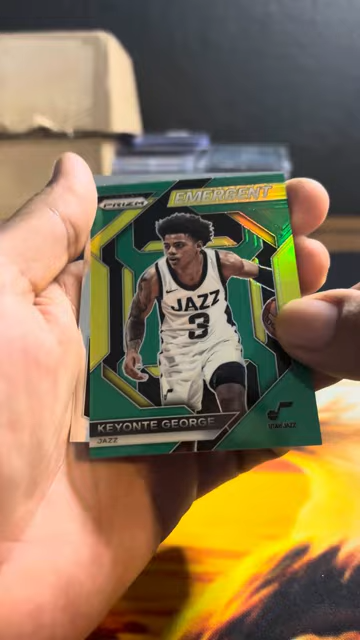 PRIZM
EMERGENT
JAZZ
3
KEYONTE GEORGE
JAZZ
UTAH JAZZ